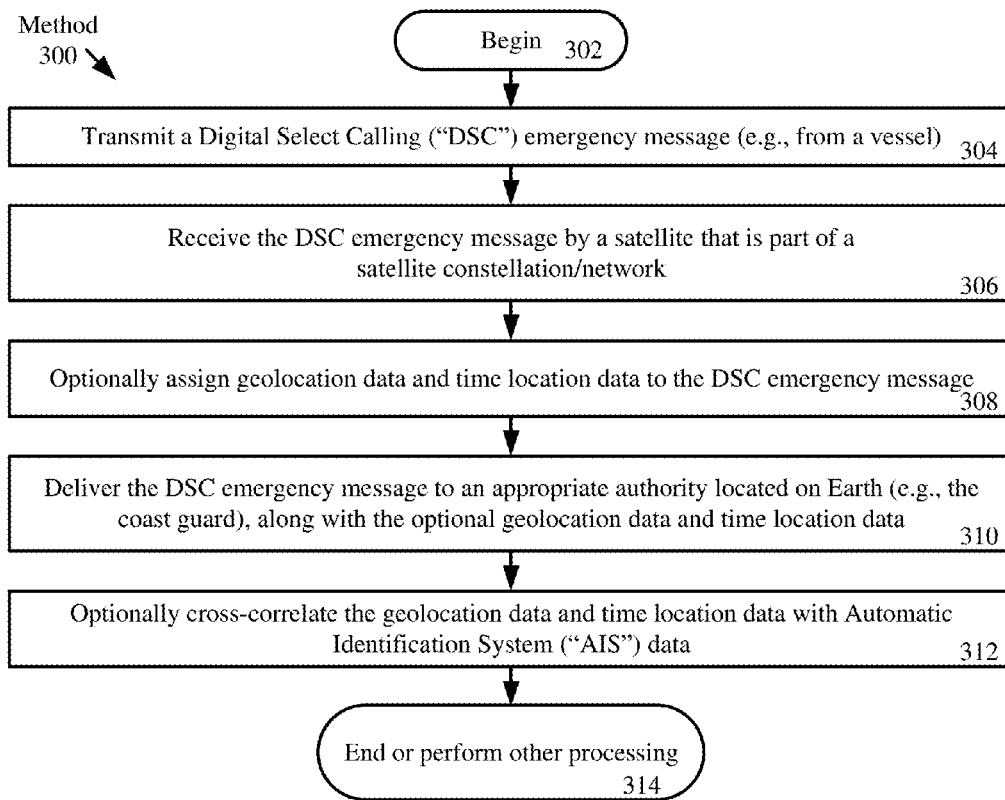 Method
300
Begin
302
Transmit a Digital Select Calling (“DSC”) emergency message (e.g., from a vessel)
304
Receive the DSC emergency message by a satellite that is part of a
satellite constellation/network
306
Optionally assign geolocation data and time location data to the DSC emergency message
308
Deliver the DSC emergency message to an appropriate authority located on Earth (e.g., the
coast guard), along with the optional geolocation data and time location data
310
Optionally cross-correlate the geolocation data and time location data with Automatic
Identification System (“AIS”) data
312
End or perform other processing
314